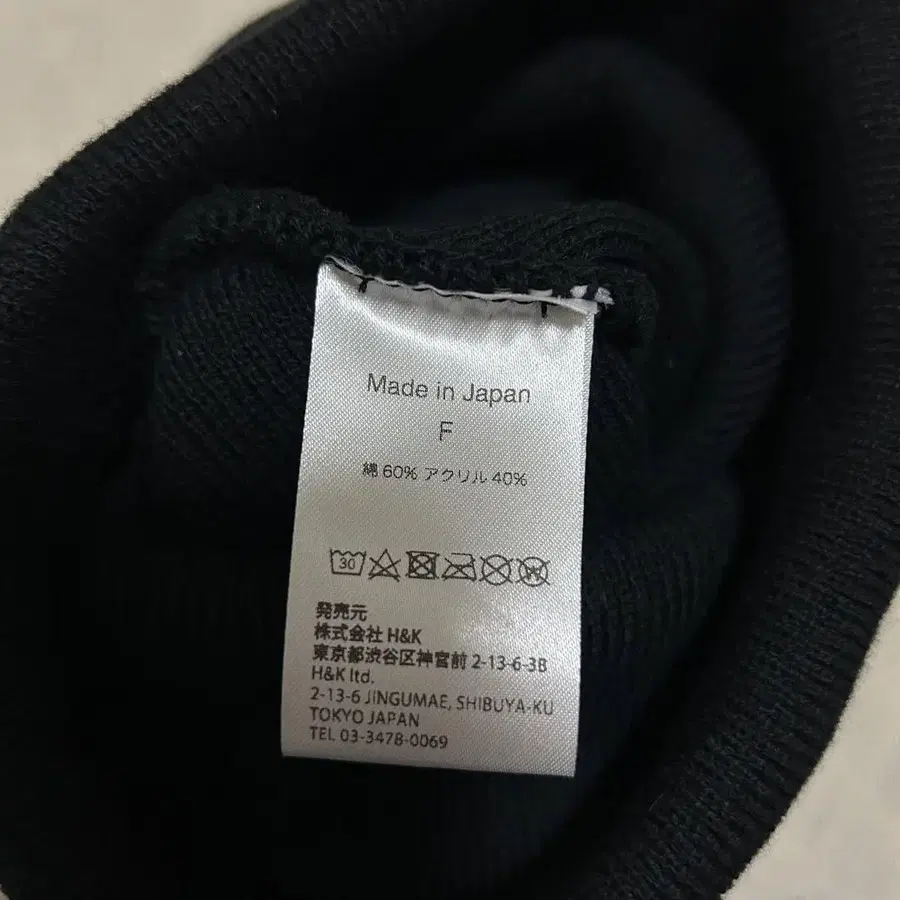 Made in Japan
F
綿 60% アクリル 40%
30
発売元
株式会社 H&K
東京都渋谷区神宮前 2-13-6-3B
H&K ltd.
2-13-6 JINGUMAE, SHIBUYA-KU
TOKYO JAPAN
TEL 03-3478-0069